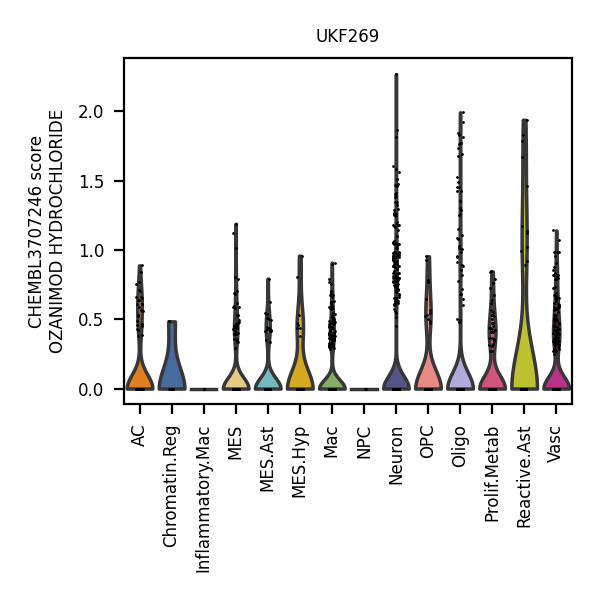 UKF269
CHEMBL3707246 score
OZANIMOD HYDROCHLORIDE
2.0
1.5
1.0
0.5
0.0
AC
Chromatin.Reg
Inflammatory.Mac
MES
MES.Ast
MES.Hyp
Mac
NPC
Neuron
OPC
Oligo
Prolif.Metab
Reactive.Ast
Vasc